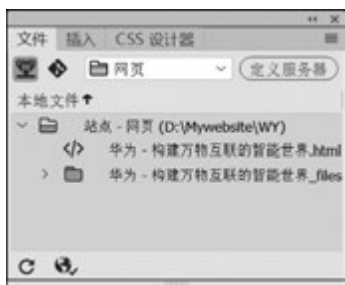 文件 插入 CSS 设计器
网页 定义服务器
本地文件↑
站点 - 网页 (D:\Mywebsite\WY)
华为 - 构建万物互联的智能世界.html
华为 - 构建万物互联的智能世界_files